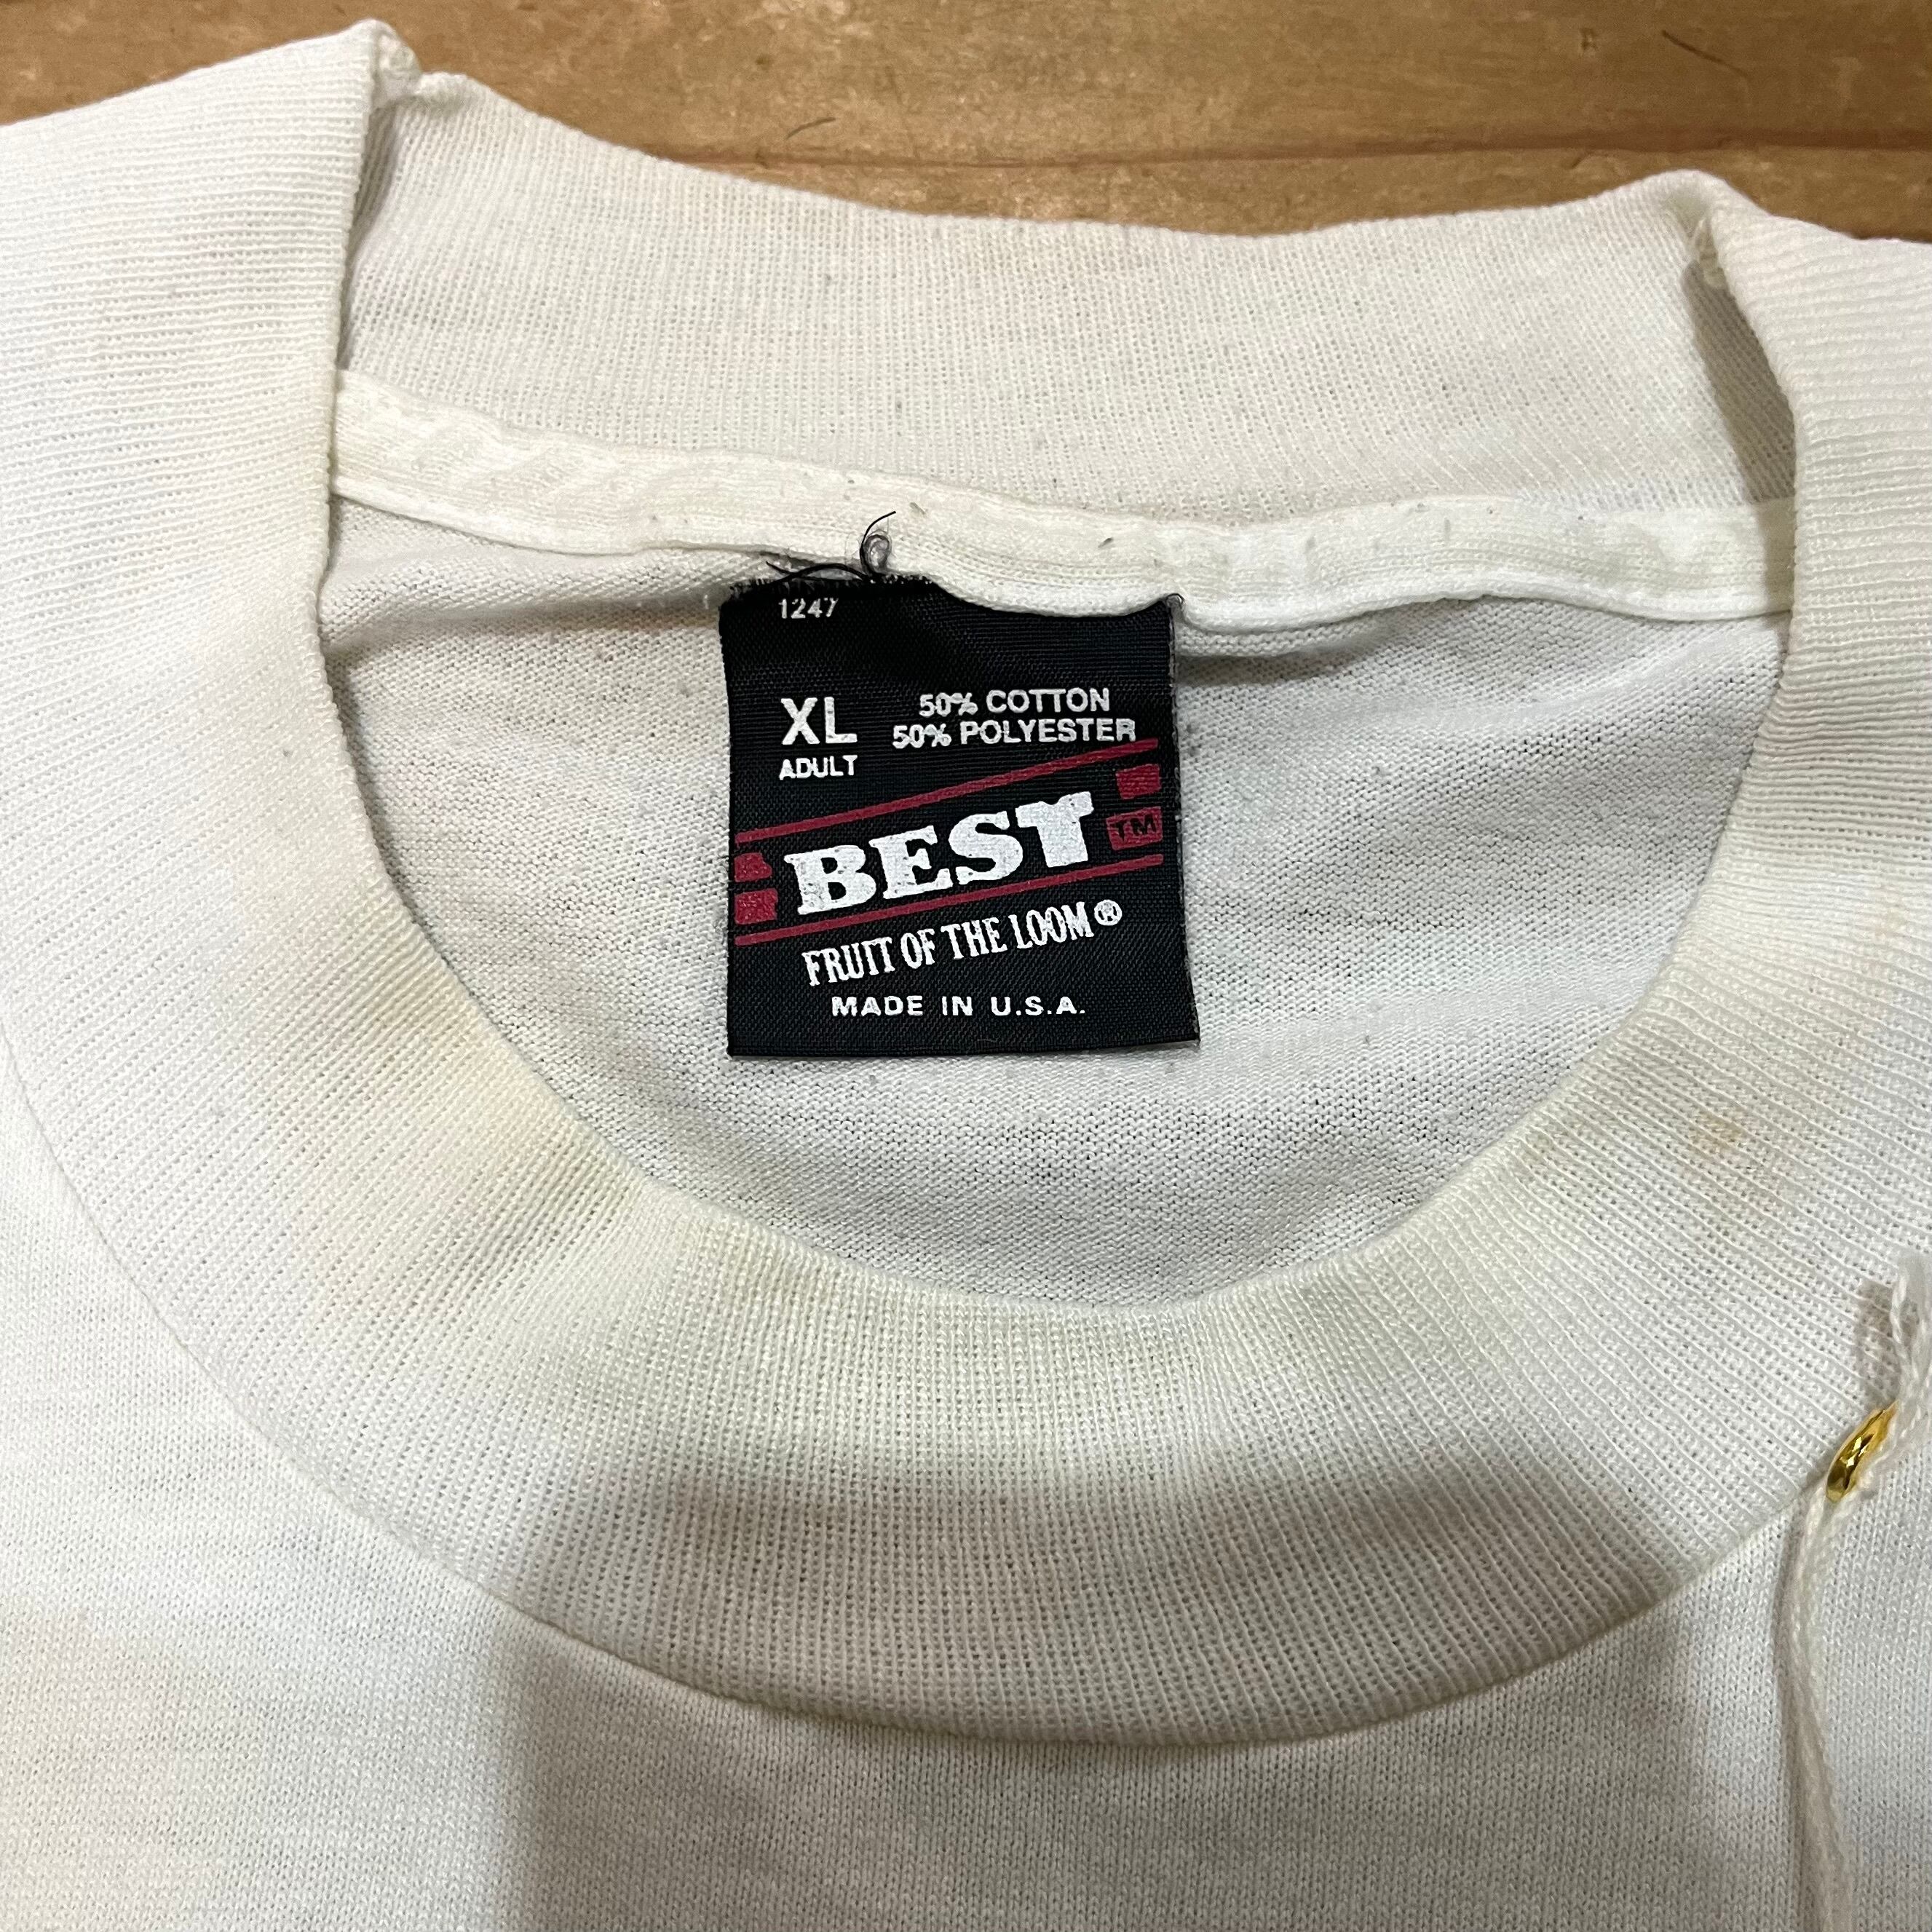 1247
XL
ADULT
50% COTTON
50% POLYESTER
BEST
TM
FRUIT OF THE LOOM®
MADE IN U.S.A.